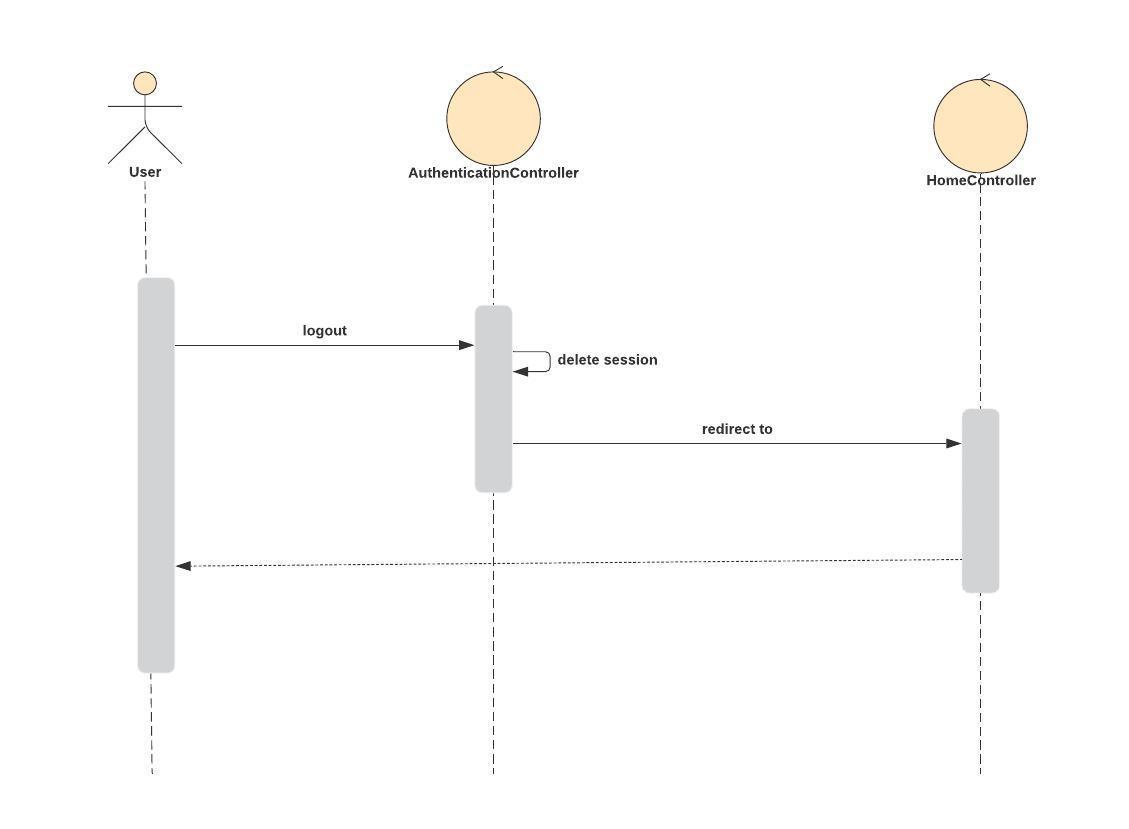 User
AuthenticationController
HomeController
logout
delete session
redirect to